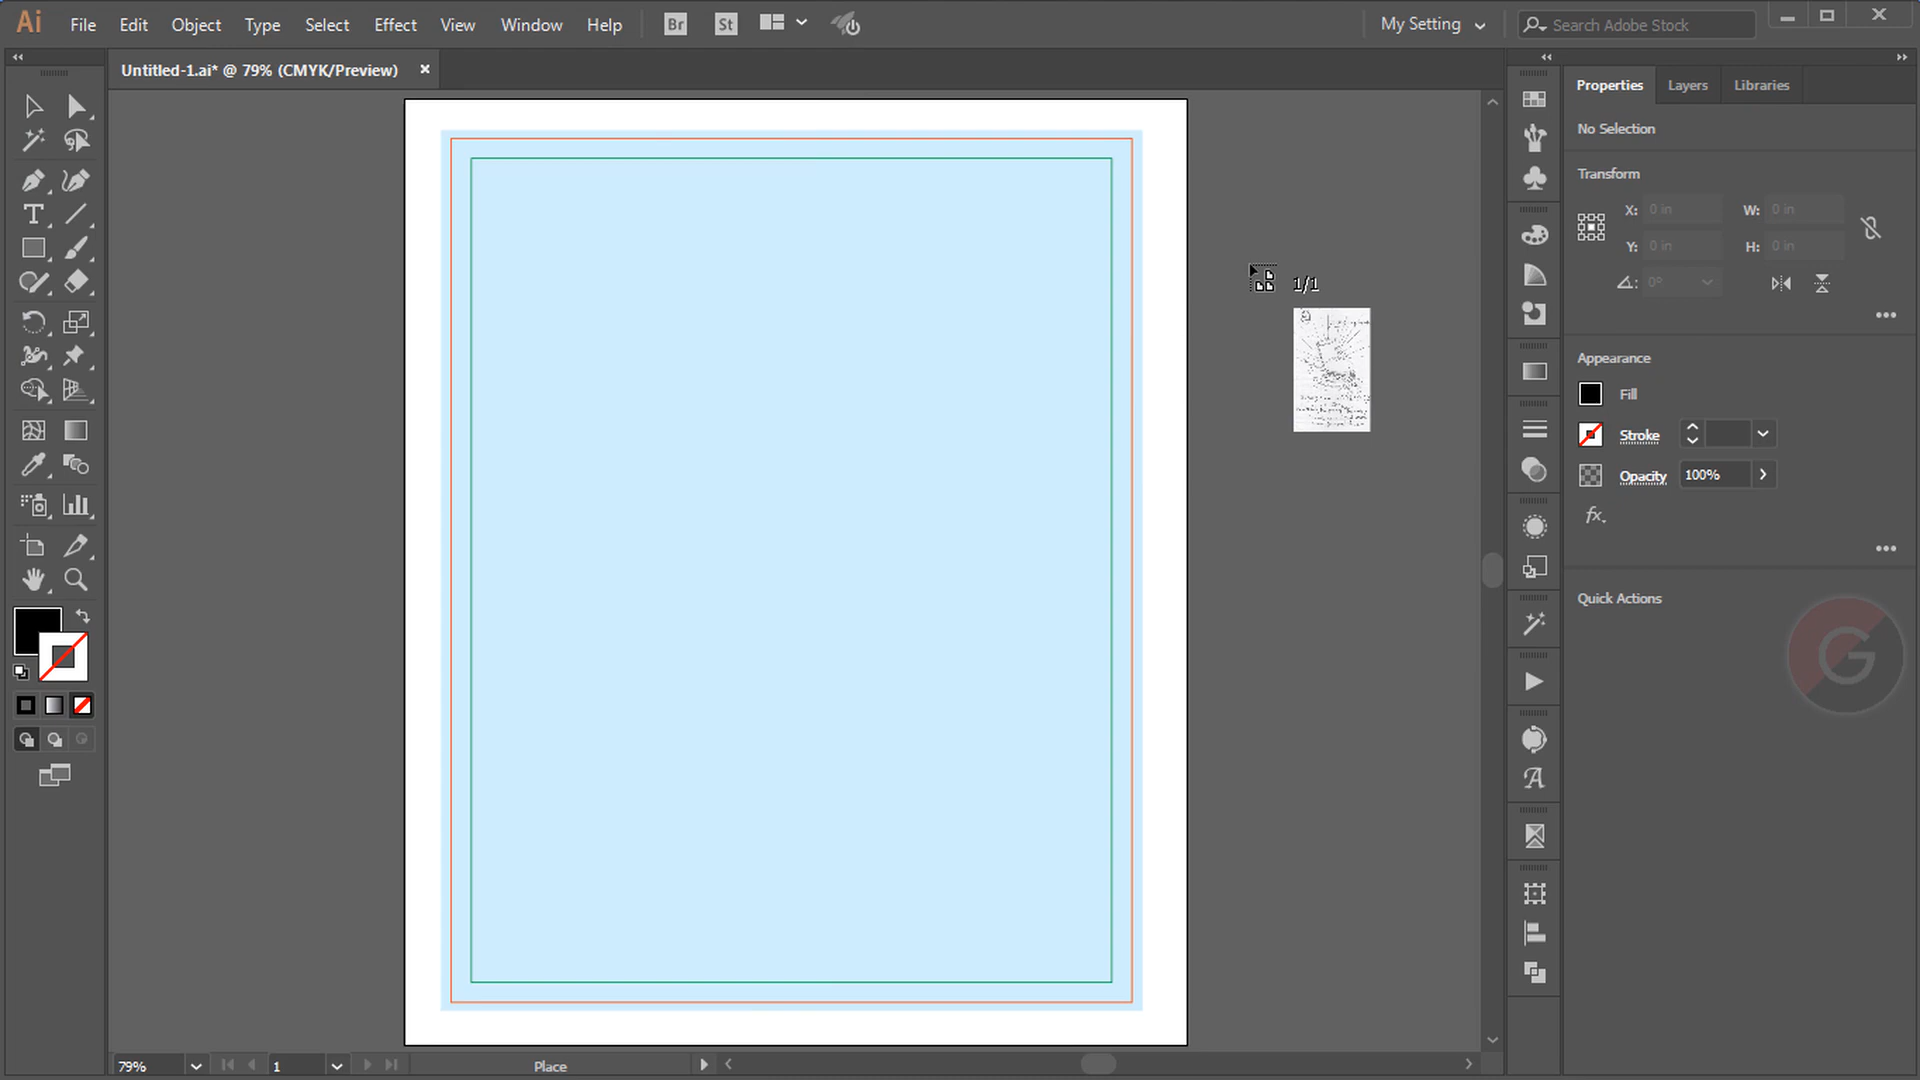 Ai File Edit Object Type Select Effect View Window Help Br St My Setting Search Adobe Stock
Untitled-1.ai* @ 79% (CMYK/Preview)
Properties Layers Libraries
No Selection
Transform
X: 0 in W: 0 in
Y: 0 in H: 0 in
0°
1/1
Appearance
Fill
Stroke
Opacity 100%
fx.
Quick Actions
G
79% 1 Place